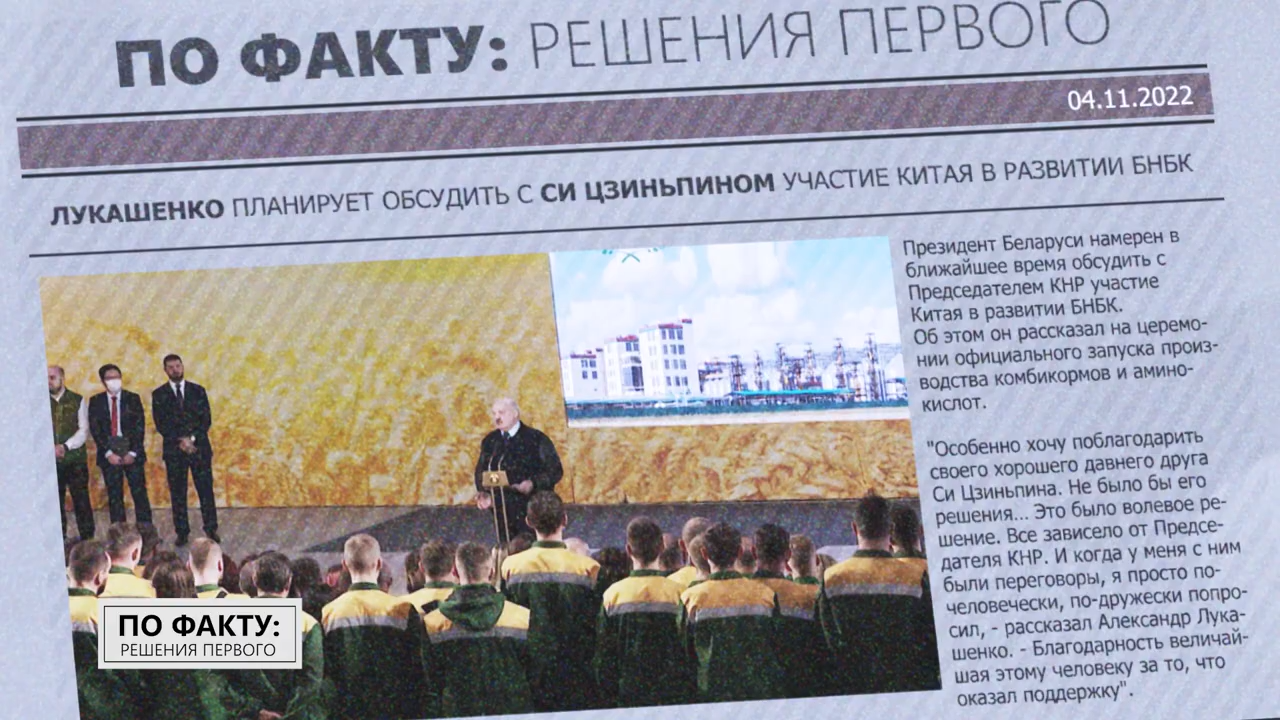 ПО ФАКТУ: РЕШЕНИЯ ПЕРВОГО
04.11.2022
ЛУКАШЕНКО ПЛАНИРУЕТ ОБСУДИТЬ С СИ ЦЗИНЬПИНОМ УЧАСТИЕ КИТАЯ В РАЗВИТИИ БНБК
Президент Беларуси намерен в
ближайшее время обсудить с
Председателем КНР участие
Китая в развитии БНБК.
Об этом он рассказал на церемо-
нии официального запуска произ-
водства комбикормов и амино-
кислот.
"Особенно хочу поблагодарить
своего хорошего давнего друга
Си Цзиньпина. Не было бы его
решения... Это было волевое ре-
шение. Все зависело от Предсе-
дателя КНР. И когда у меня с ним
были переговоры, я просто по-
человечески, по-дружески попро-
сил, - рассказал Александр Лука-
шенко. - Благодарность величай-
шая этому человеку за то, что
оказал поддержку".
ПО ФАКТУ:
РЕШЕНИЯ ПЕРВОГО